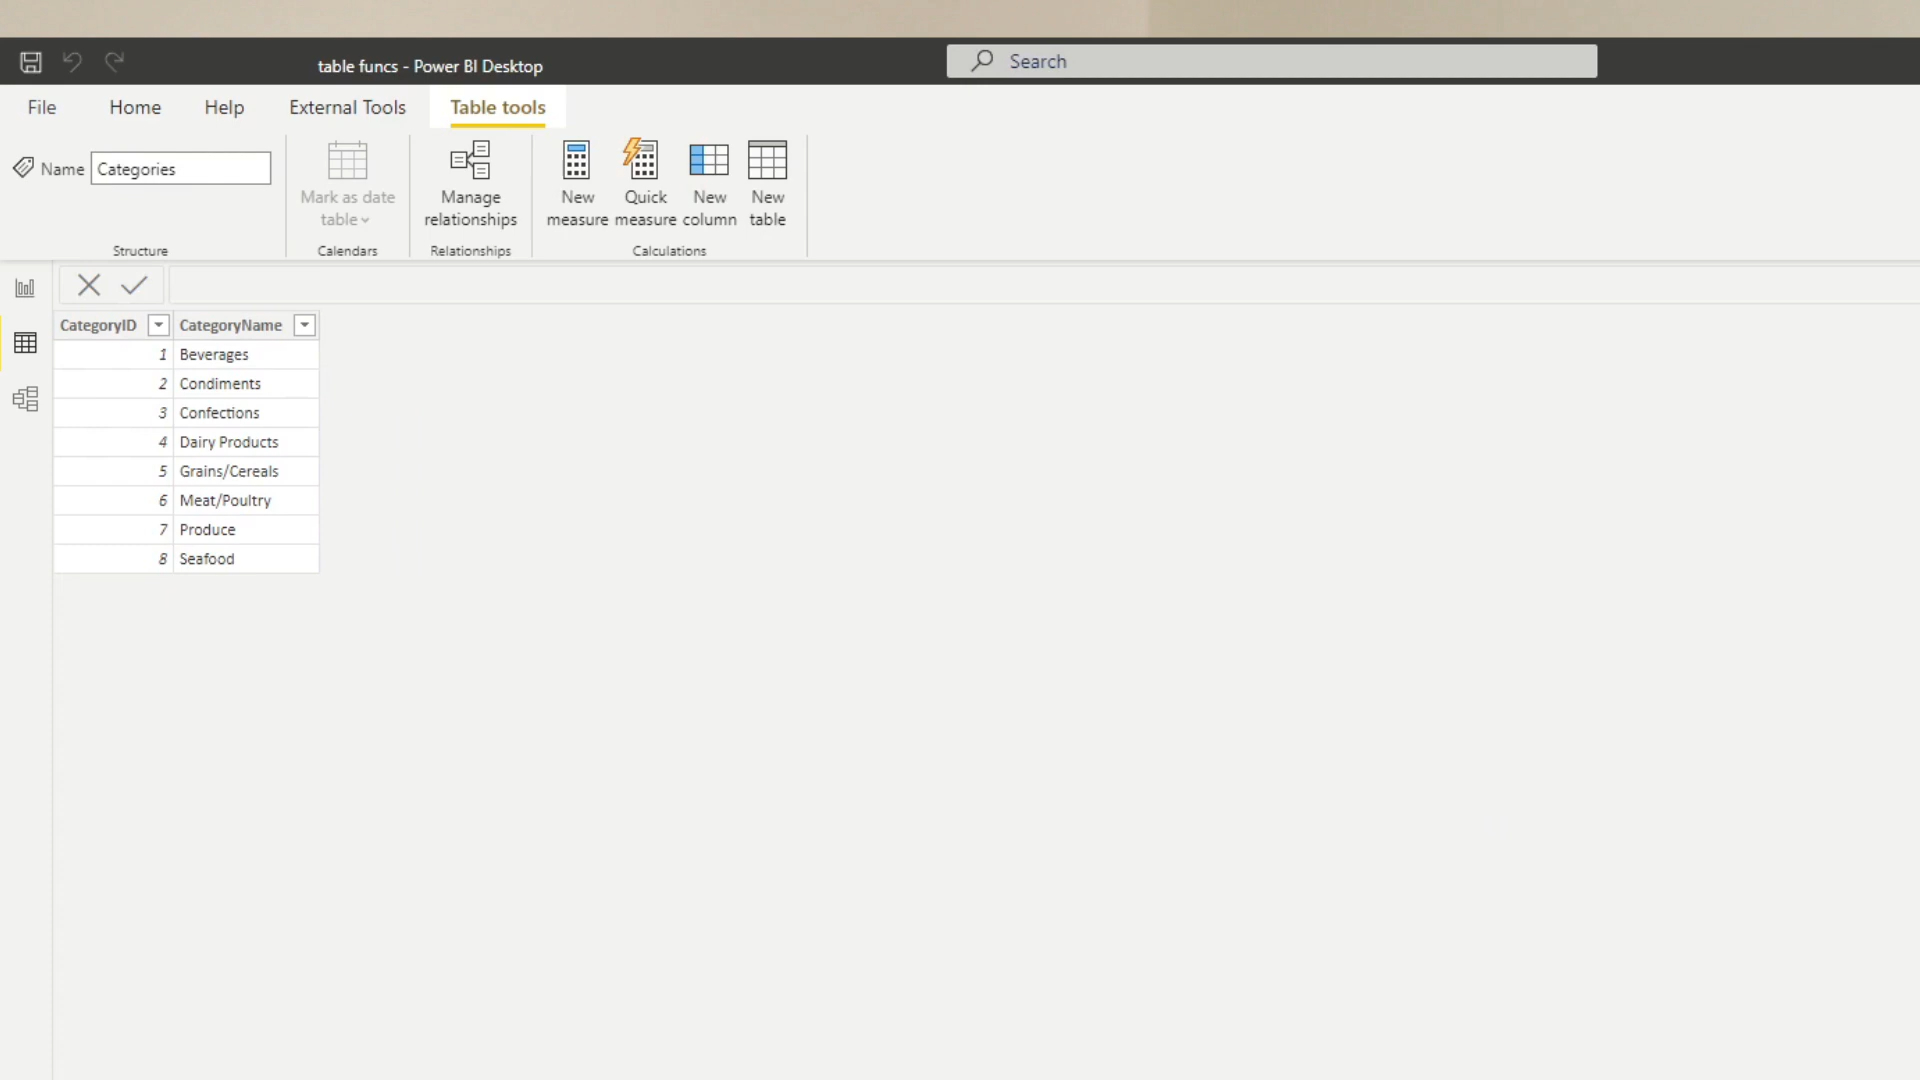 table funcs - Power BI Desktop
Search
File Home Help External Tools Table tools
Name Categories
Mark as date table
Manage relationships
New measure
Quick measure
New column
New table
Structure Calendars Relationships Calculations
CategoryID CategoryName
1 Beverages
2 Condiments
3 Confections
4 Dairy Products
5 Grains/Cereals
6 Meat/Poultry
7 Produce
8 Seafood